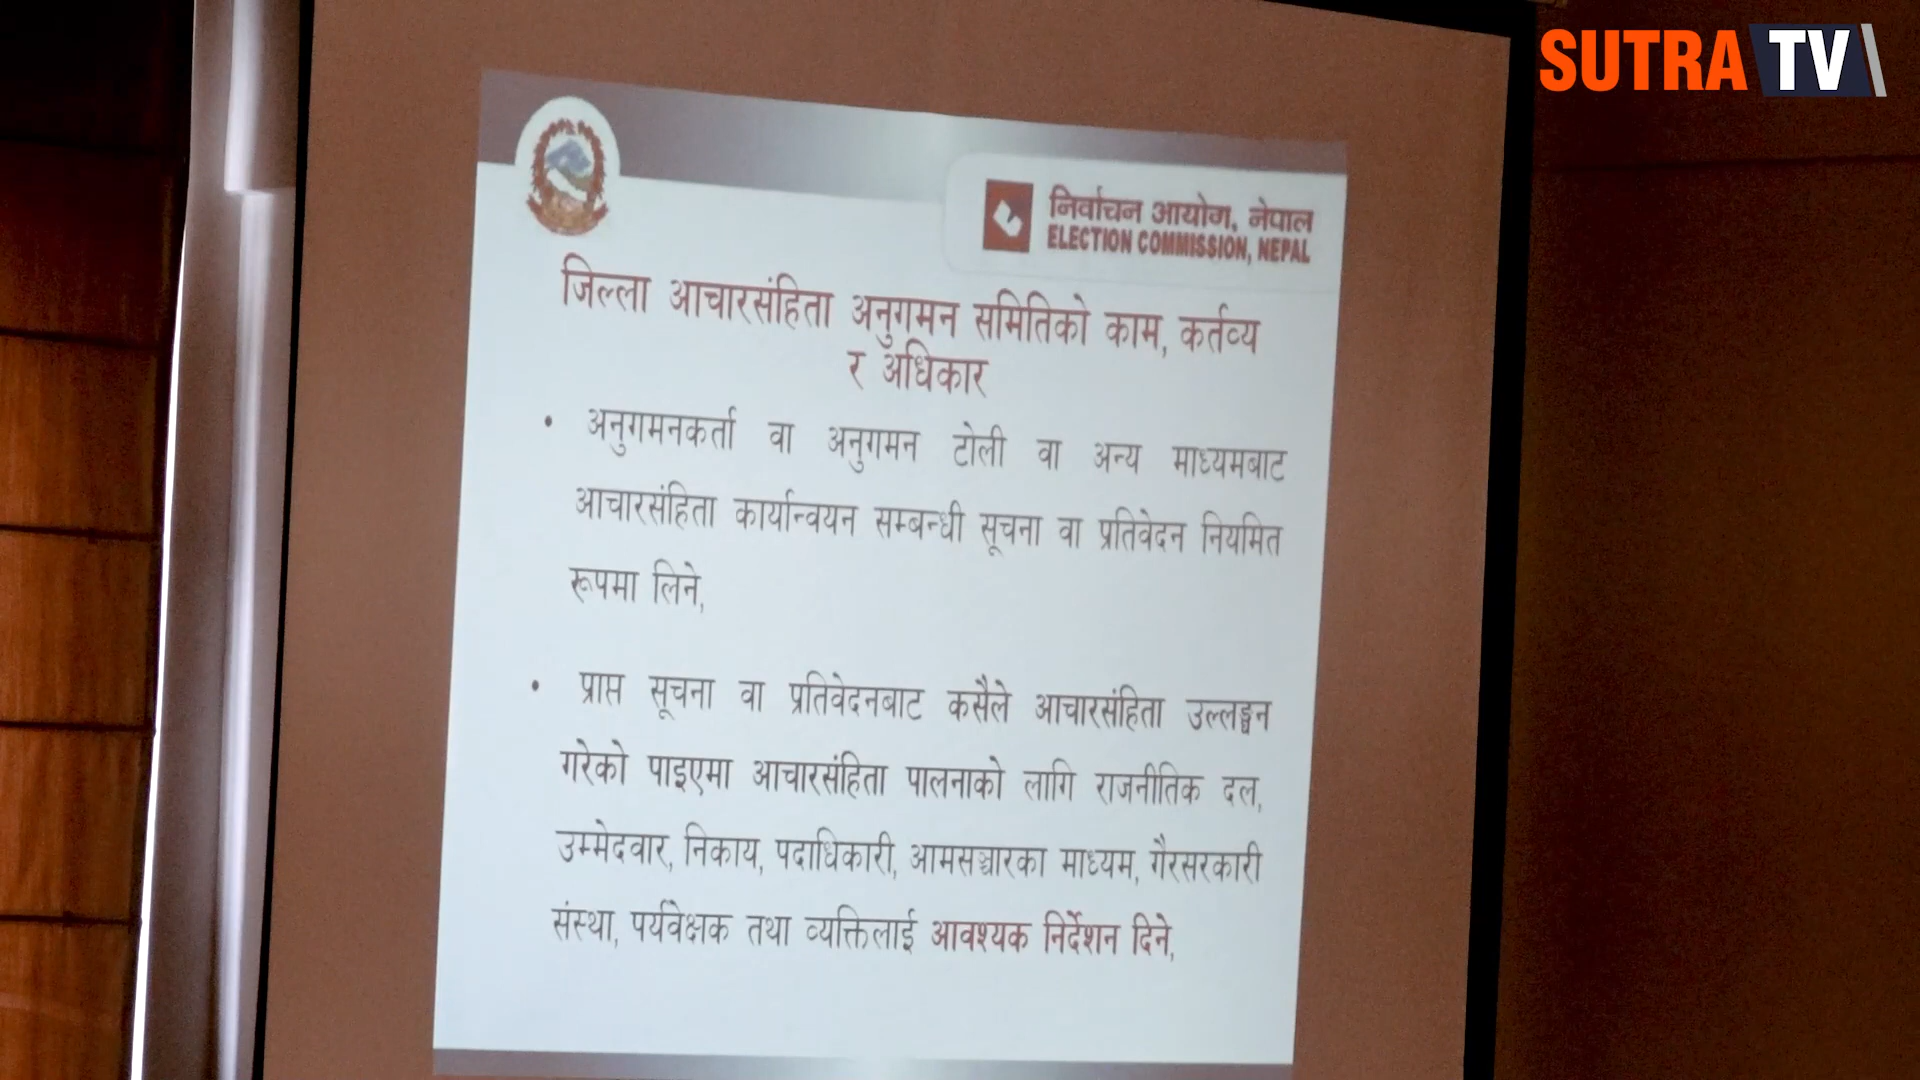 SUTRA TV
निर्वाचन आयोग, नेपाल
ELECTION COMMISSION, NEPAL
जिल्ला आचारसंहिता अनुगमन समितिको काम, कर्तव्य
र अधिकार
• अनुगमनकर्ता वा अनुगमन टोली वा अन्य माध्यमबाट
आचारसंहिता कार्यान्वयन सम्बन्धी सूचना वा प्रतिवेदन नियमित
रूपमा लिने,
• प्राप्त सूचना वा प्रतिवेदनबाट कसैले आचारसंहिता उल्लङ्घन
गरेको पाइएमा आचारसंहिता पालनाको लागि राजनीतिक दल,
उम्मेदवार, निकाय, पदाधिकारी, आमसञ्चारका माध्यम, गैरसरकारी
संस्था, पर्यवेक्षक तथा व्यक्तिलाई आवश्यक निर्देशन दिने,